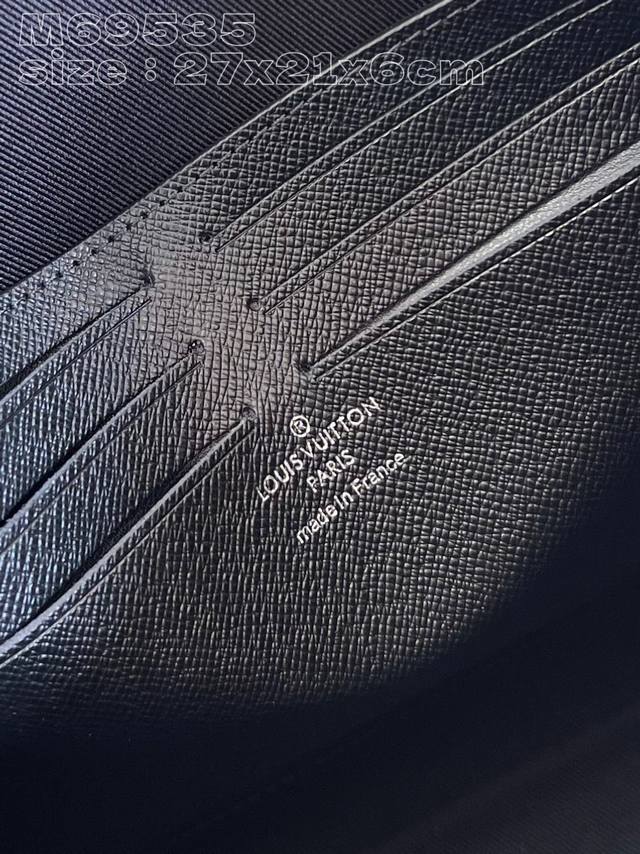 M69535
size : 27x21x6cm
®
LOUIS VUITTON
PARIS
made in France